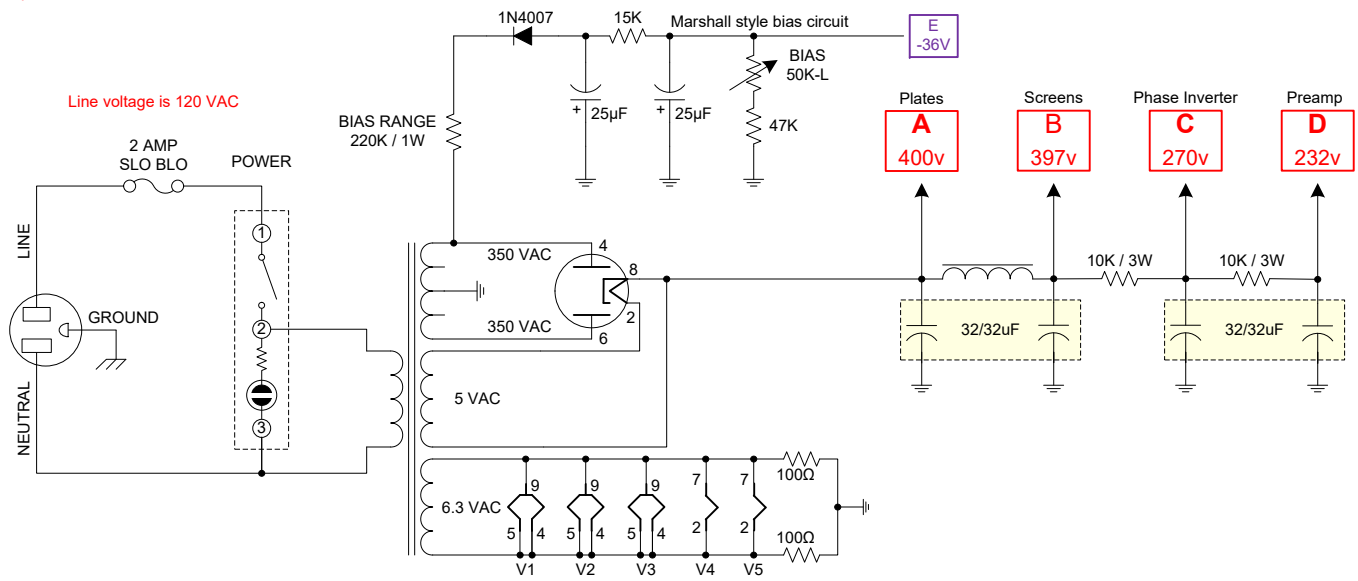 1N4007
15K
Marshall style bias circuit
E
-36V
BIAS
50K-L
+ 25µF
+ 25µF
47K
Line voltage is 120 VAC
BIAS RANGE
220K / 1W
2 AMP
SLO BLO
POWER
Plates
A
400v
Screens
B
397v
Phase Inverter
C
270v
Preamp
D
232v
LINE
1
2
3
GROUND
NEUTRAL
350 VAC
4
8
2
350 VAC
6
10K / 3W
10K / 3W
32/32uF
32/32uF
5 VAC
6.3 VAC
9
9
9
7
7
5
4
5
4
5
4
2
2
100Ω
100Ω
V1
V2
V3
V4
V5